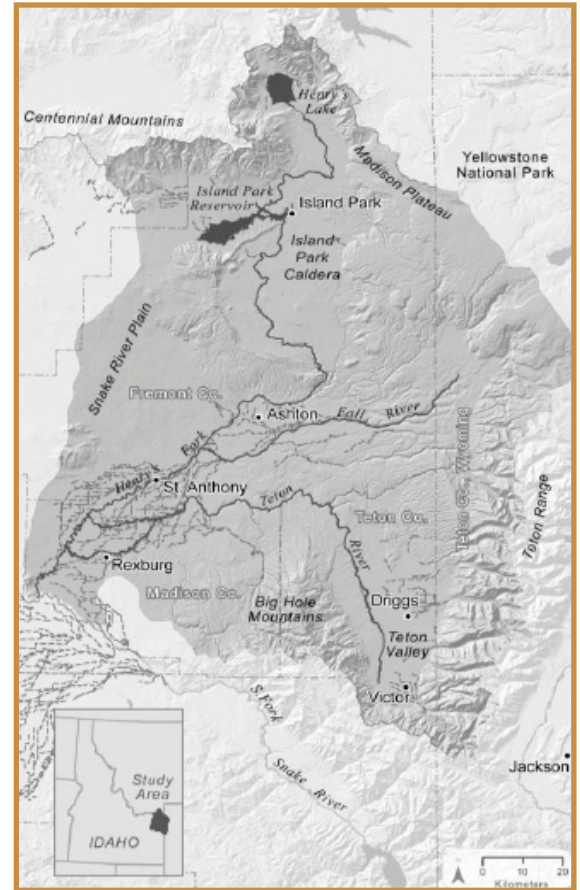 Henry's
Lake
Centennial Mountains
Madison Plateau
Yellowstone
National Park
Island Park
Reservoir
Island Park
Island
Park
Caldera
Snake River Plain
Fremont Co.
Ashton
Fall River
Henry's Fork
St. Anthony
Teton River
Teton Co.
Teton Co., Wyoming
Teton Range
Rexburg
Madison Co.
Big Hole
Mountains
Driggs
Teton
Valley
Victor
S. Fork
Snake River
Jackson
Study
Area
IDAHO
0 10 20
Kilometers